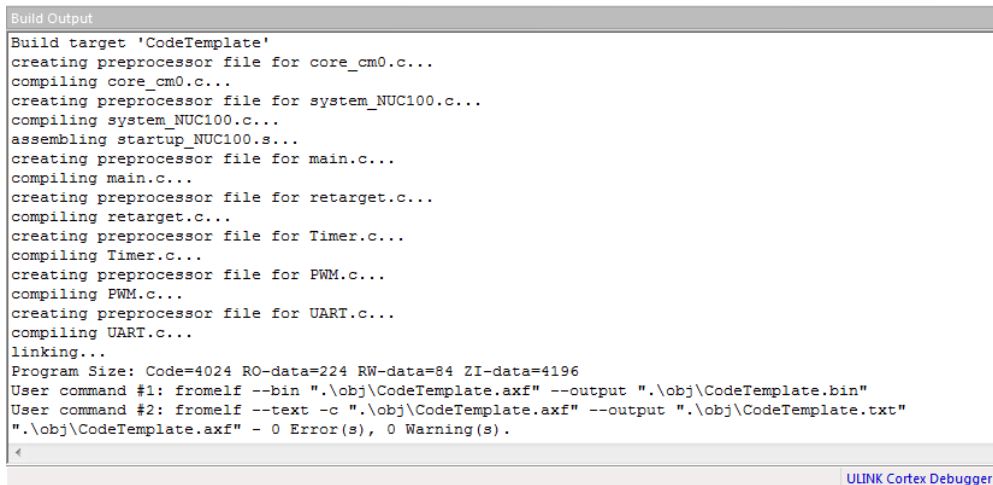 Build Output
Build target 'CodeTemplate'
creating preprocessor file for core_cm0.c...
compiling core_cm0.c...
creating preprocessor file for system_NUC100.c...
compiling system_NUC100.c...
assembling startup_NUC100.s...
creating preprocessor file for main.c...
compiling main.c...
creating preprocessor file for retarget.c...
compiling retarget.c...
creating preprocessor file for Timer.c...
compiling Timer.c...
creating preprocessor file for PWM.c...
compiling PWM.c...
creating preprocessor file for UART.c...
compiling UART.c...
linking...
Program Size: Code=4024 RO-data=224 RW-data=84 ZI-data=4196
User command #1: fromelf --bin ".\obj\CodeTemplate.axf" --output ".\obj\CodeTemplate.bin"
User command #2: fromelf --text -c ".\obj\CodeTemplate.axf" --output ".\obj\CodeTemplate.txt"
".\obj\CodeTemplate.axf" - 0 Error(s), 0 Warning(s).
ULINK Cortex Debugger